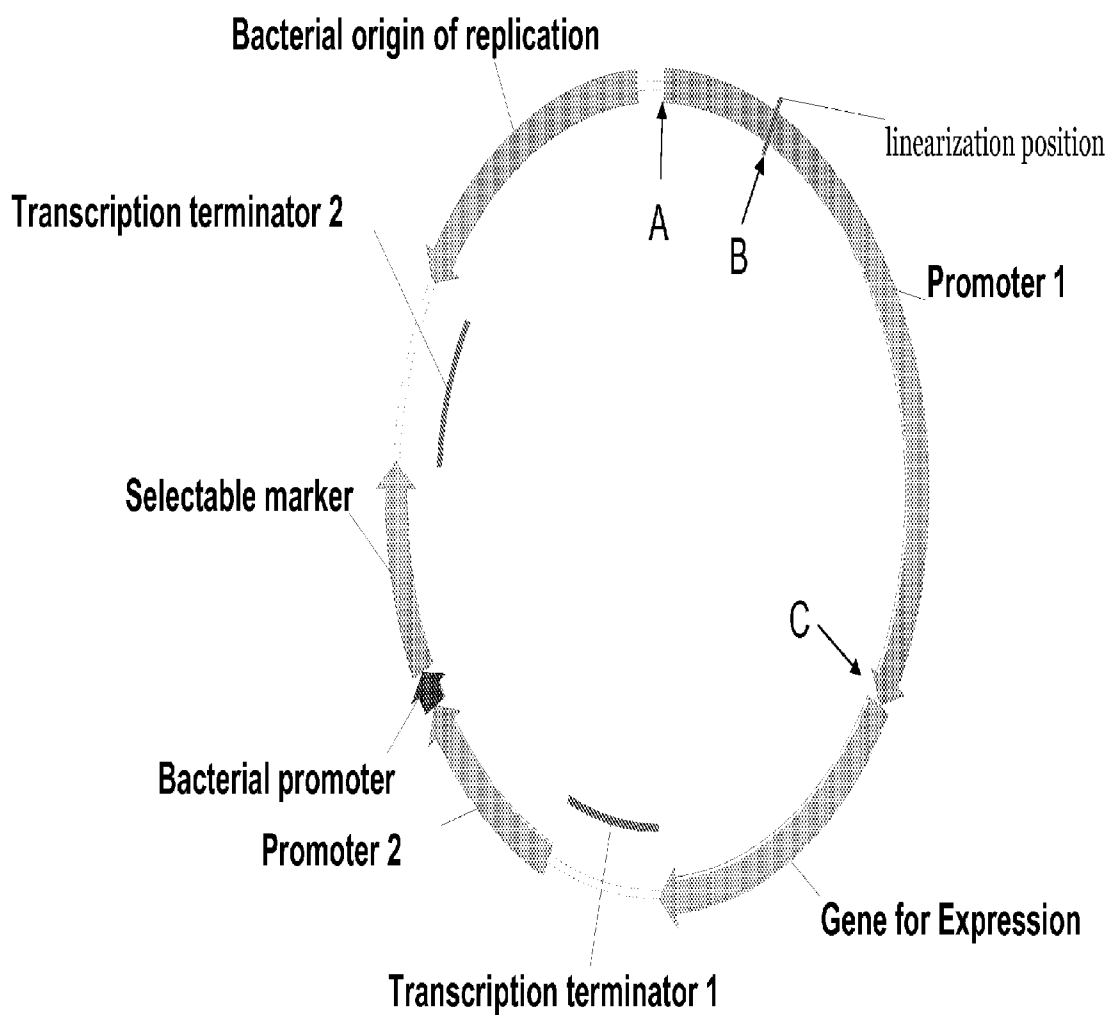 Bacterial origin of replication
linearization position
Transcription terminator 2
A
B
Promoter 1
Selectable marker
C
Bacterial promoter
Promoter 2
Gene for Expression
Transcription terminator 1